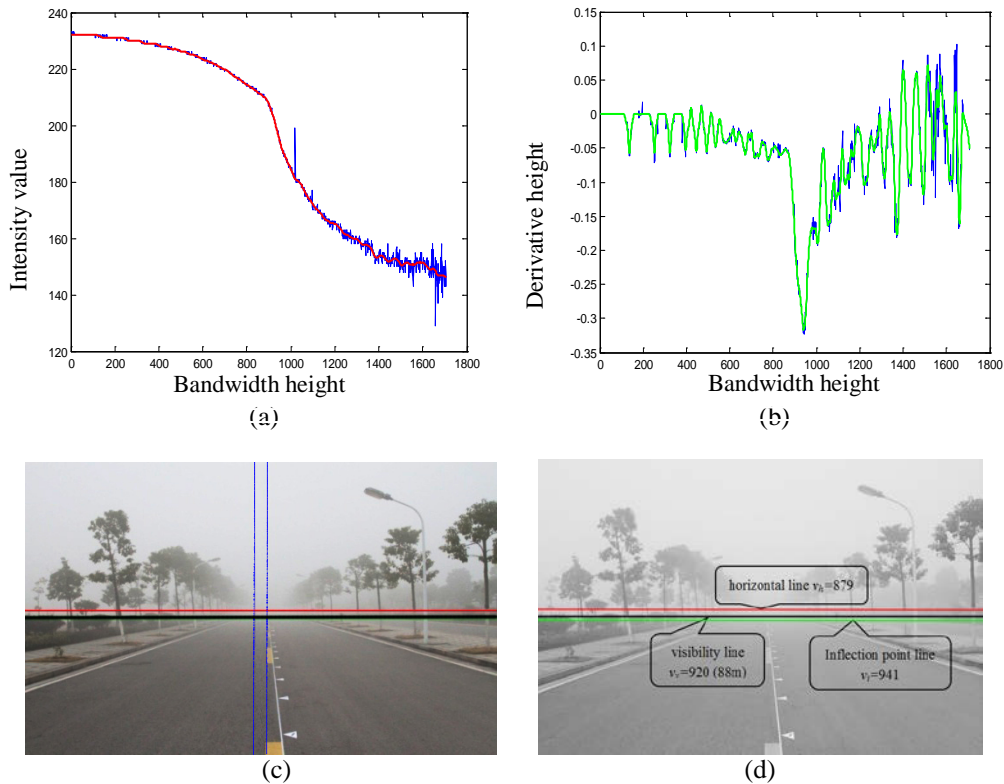 240
220
200
180
160
140
120
0 200 400 600 800 1000 1200 1400 1600 1800
Intensity value
Bandwidth height
(a)
0.15
0.1
0.05
0
-0.05
-0.1
-0.15
-0.2
-0.25
-0.3
-0.35
0 200 400 600 800 1000 1200 1400 1600 1800
Derivative height
Bandwidth height
(b)
(c)
horizontal line vₕ=879
visibility line
vᵥ=920 (88m)
Inflection point line
vᵢ=941
(d)